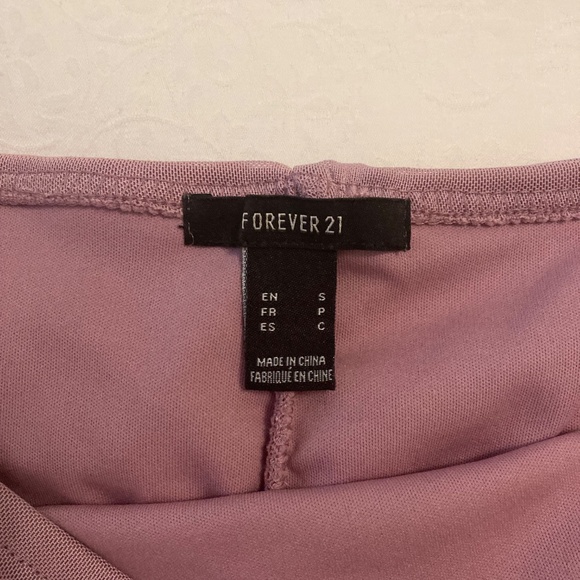 FOREVER 21
EN S
FR P
ES C
MADE IN CHINA
FABRIQUÉ EN CHINE